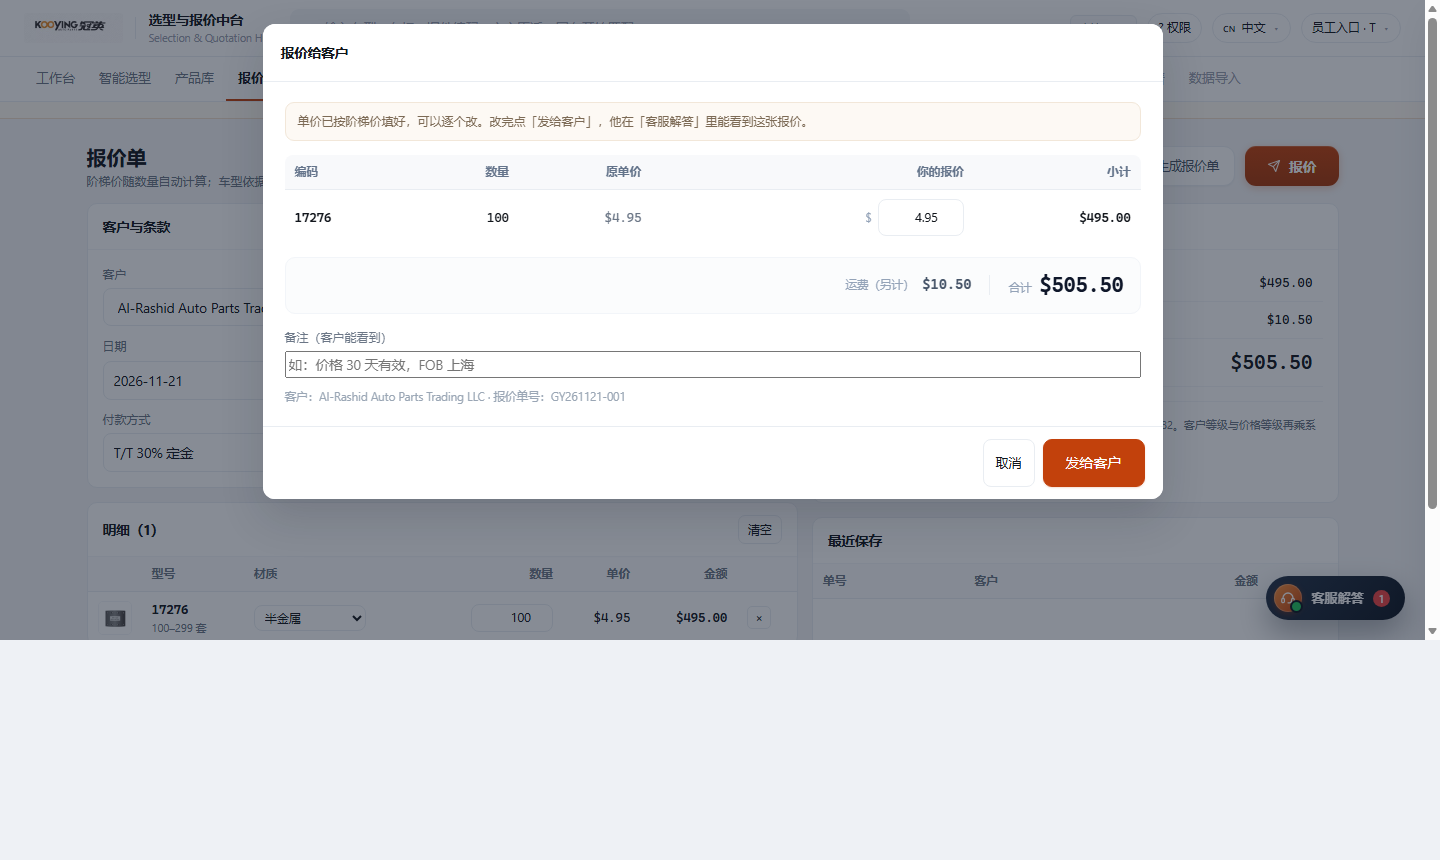 KOOYING 冠英
选型与报价中台
Selection & Quotation H
权限
CN 中文
员工入口 · T
工作台
智能选型
产品库
报价
数据导入
报价给客户
单价已按阶梯价填好，可以逐个改。改完点「发给客户」，他在「客服解答」里能看到这张报价。
编码 数量 原单价 你的报价 小计
17276 100 $4.95 $ 4.95 $495.00
运费（另计） $10.50 合计 $505.50
备注（客户能看到）
如：价格 30 天有效，FOB 上海
客户：Al-Rashid Auto Parts Trading LLC · 报价单号：GY261121-001
取消
发给客户
报价单
阶梯价随数量自动计算；车型依据
生成报价单
报价
客户与条款
客户
Al-Rashid Auto Parts Trad
日期
2026-11-21
付款方式
T/T 30% 定金
$495.00
$10.50
$505.50
32。客户等级与价格等级再乘系
明细（1）
清空
型号 材质 数量 单价 金额
17276
100–299 套
半金属
100
$4.95
$495.00
×
最近保存
单号 客户 金额
客服解答
1